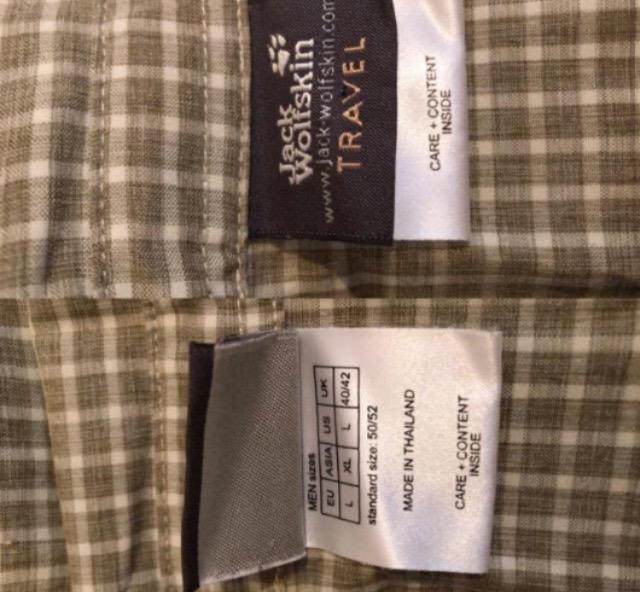 Jack
Wolfskin
www.jack-wolfskin.com
TRAVEL
CARE + CONTENT
INSIDE
MEN sizes
EU ASIA US UK
L XL L 40/42
standard size: 50/52
MADE IN THAILAND
CARE + CONTENT
INSIDE